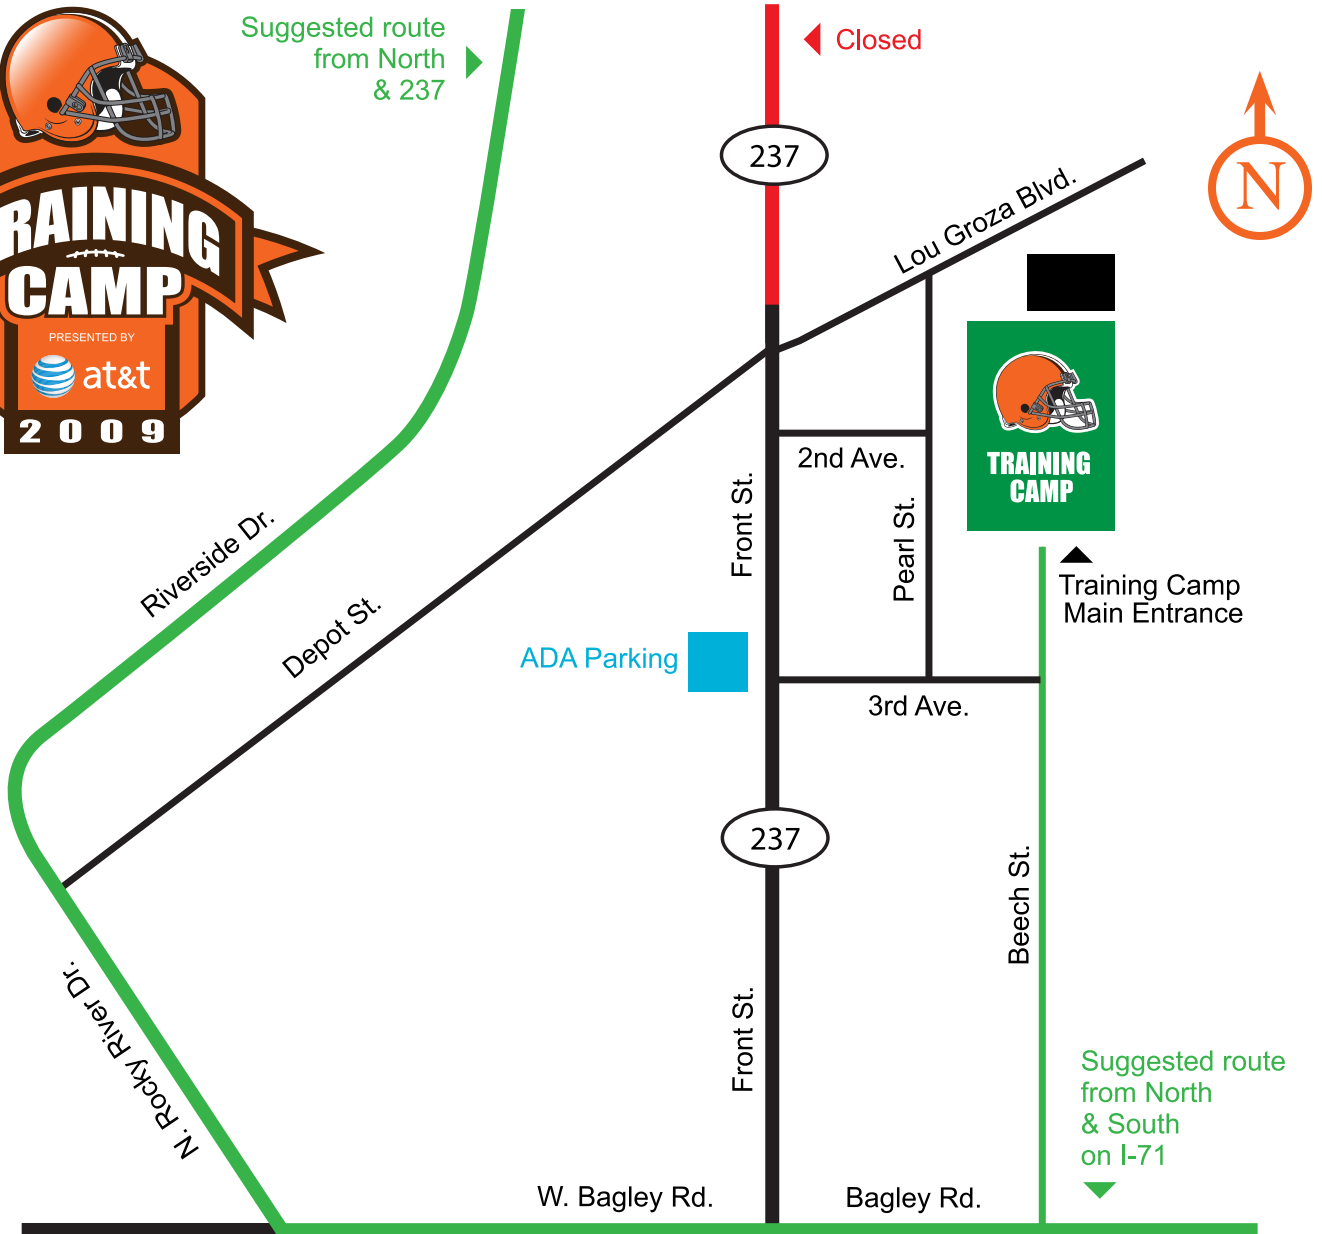 Suggested route
from North
& 237
Closed
237
N
Lou Groza Blvd.
RAINING
CAMP
PRESENTED BY
at&t
2009
TRAINING
CAMP
2nd Ave.
Front St.
Pearl St.
Riverside Dr.
Depot St.
Training Camp
Main Entrance
ADA Parking
3rd Ave.
237
Beech St.
N. Rocky River Dr.
Front St.
Suggested route
from North
& South
on I-71
W. Bagley Rd.
Bagley Rd.